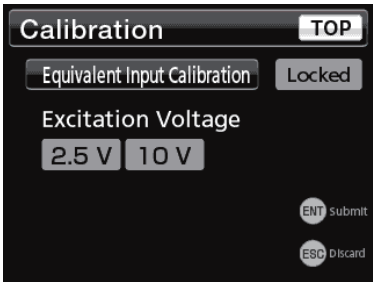 Calibration TOP
Equivalent Input Calibration Locked
Excitation Voltage
2.5 V 10 V
ENT Submit
ESC Discard